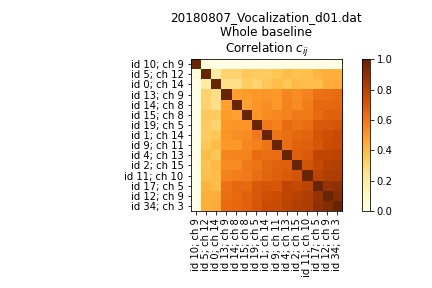 20180807_Vocalization_d01.dat
Whole baseline
Correlation c_ij
id 10; ch 9
id 5; ch 12
id 0; ch 14
id 13; ch 9
id 14; ch 8
id 15; ch 8
id 19; ch 5
id 1; ch 14
id 9; ch 11
id 4; ch 13
id 2; ch 15
id 11; ch 10
id 17; ch 5
id 12; ch 9
id 34; ch 3
1.0
0.8
0.6
0.4
0.2
0.0
id 10; ch 9
id 5; ch 12
id 0; ch 14
id 13; ch 9
id 14; ch 8
id 15; ch 8
id 19; ch 5
id 1; ch 14
id 9; ch 11
id 4; ch 13
id 2; ch 15
id 11; ch 10
id 17; ch 5
id 12; ch 9
id 34; ch 3